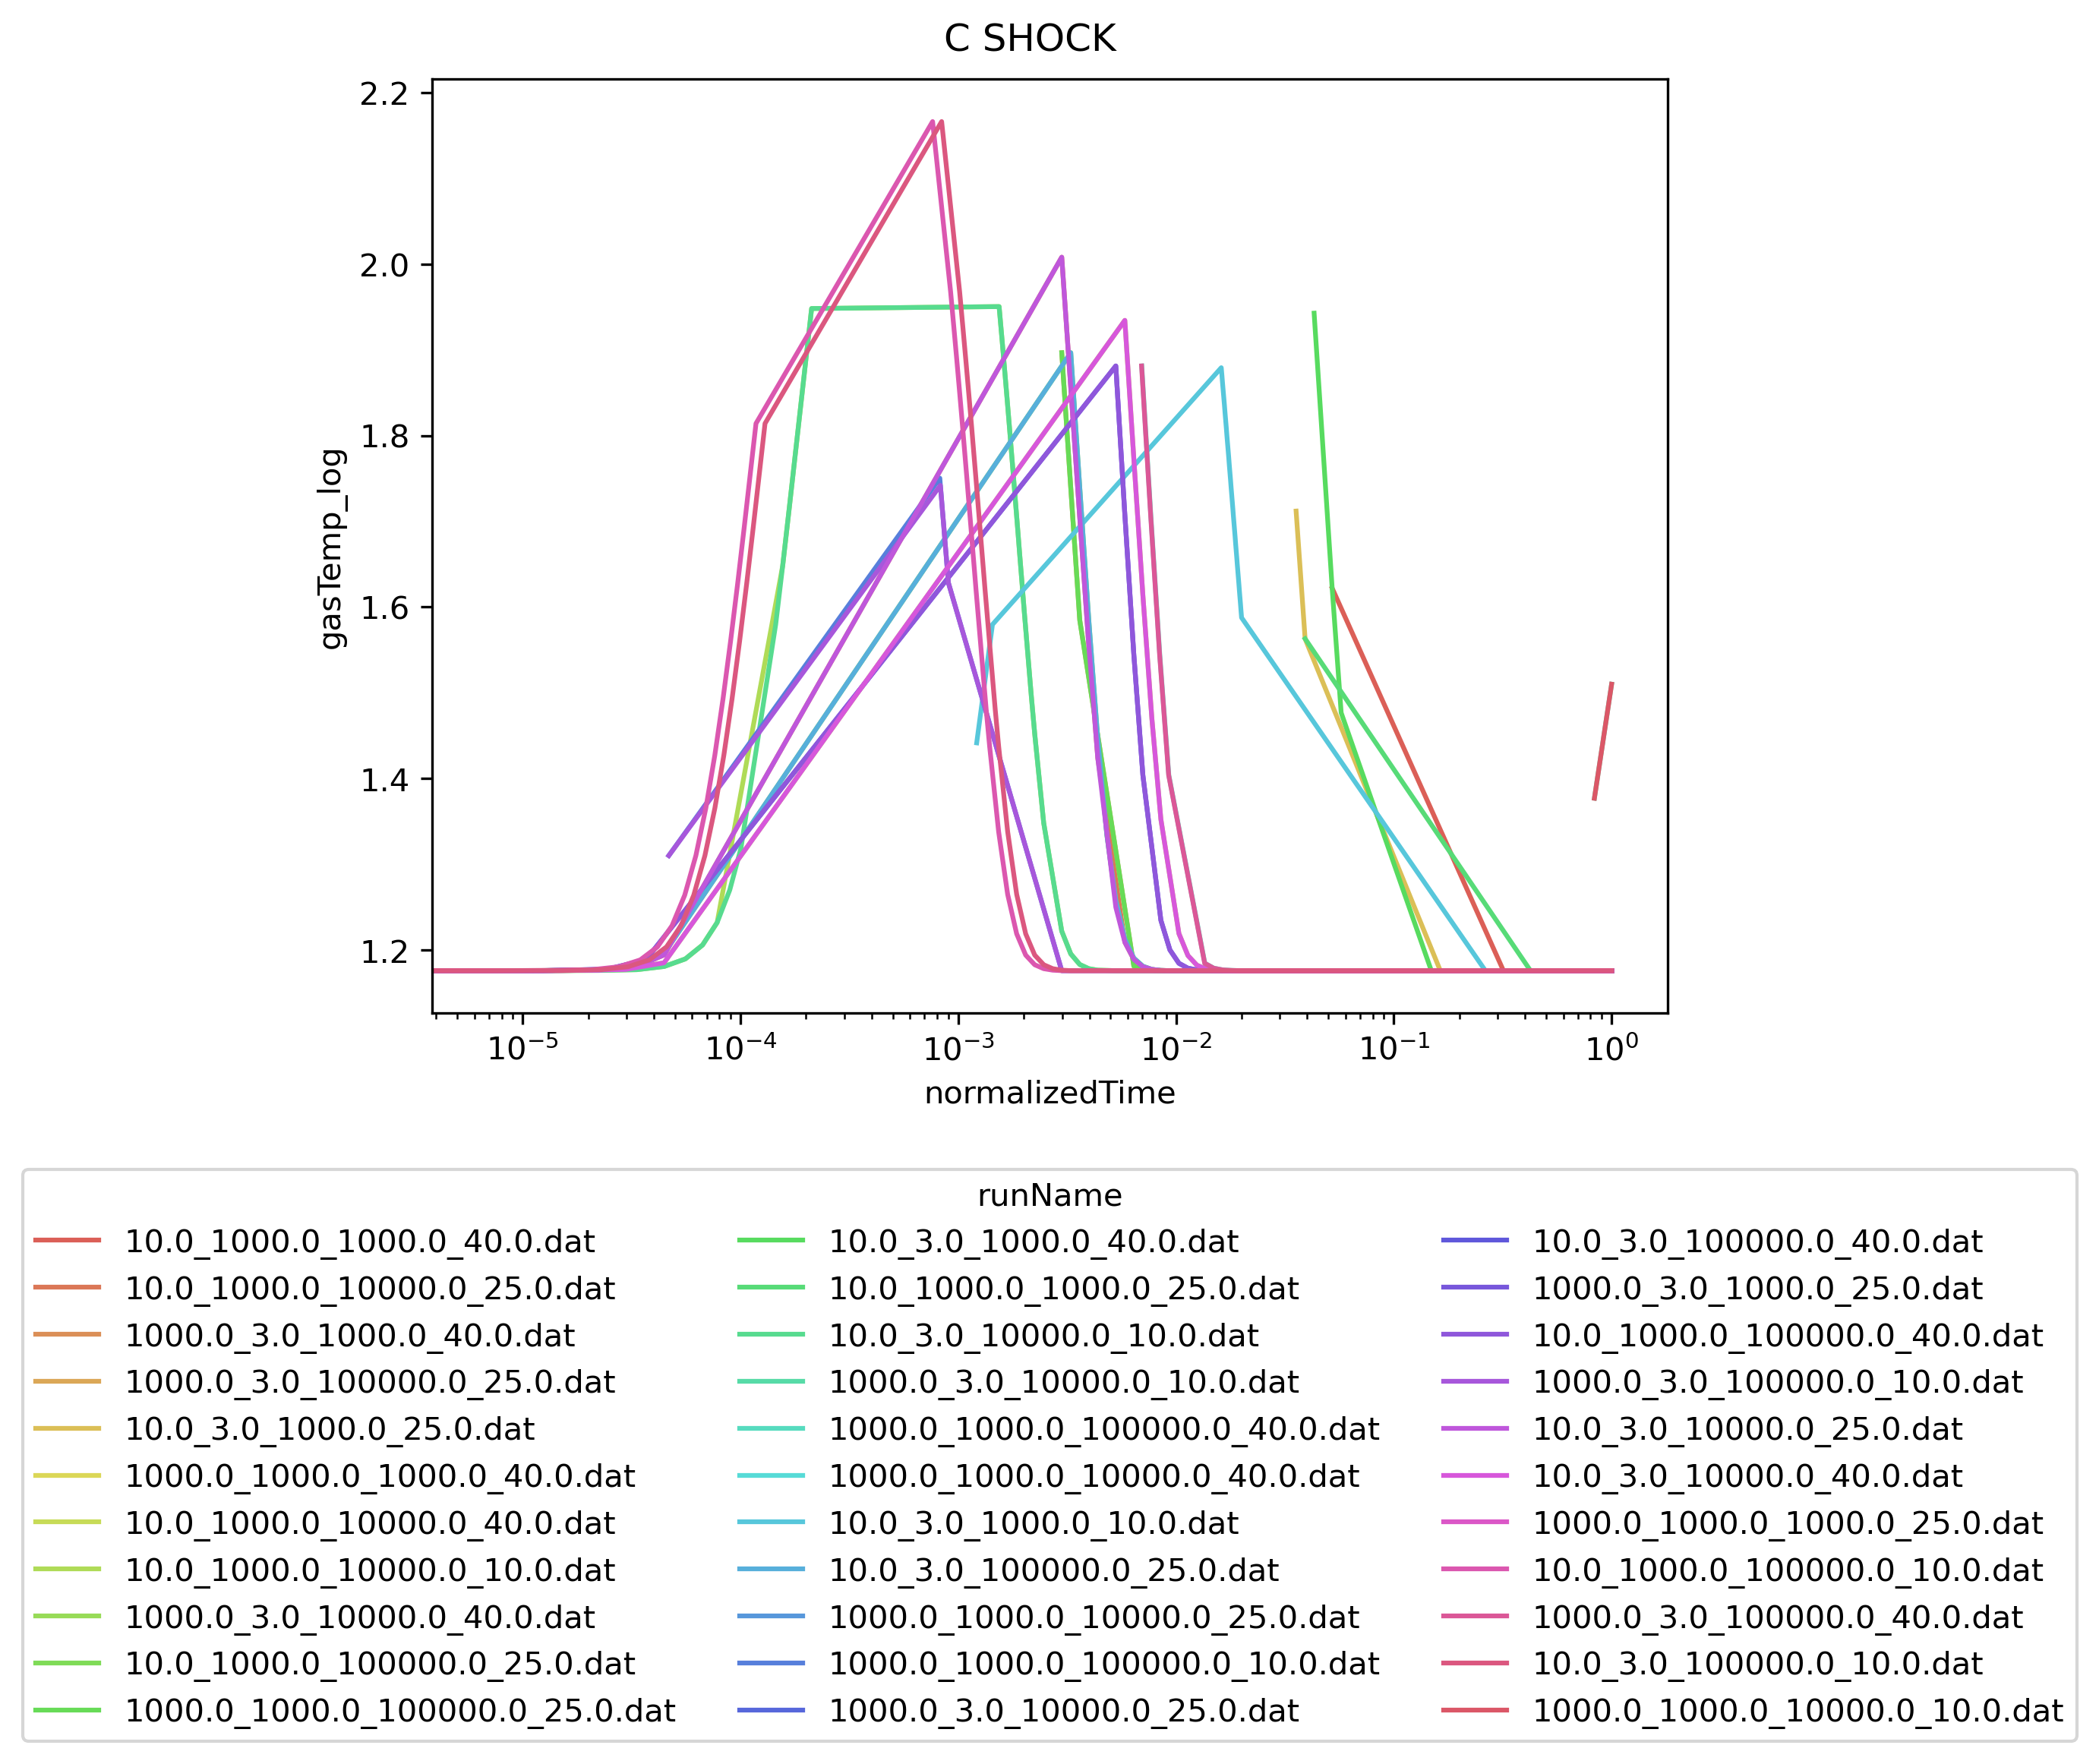 C SHOCK
2.2
2.0
1.8
1.6
1.4
1.2
gasTemp_log
10⁻⁵ 10⁻⁴ 10⁻³ 10⁻² 10⁻¹ 10⁰
normalizedTime
runName
10.0_1000.0_1000.0_40.0.dat
10.0_1000.0_10000.0_25.0.dat
1000.0_3.0_1000.0_40.0.dat
1000.0_3.0_100000.0_25.0.dat
10.0_3.0_1000.0_25.0.dat
1000.0_1000.0_1000.0_40.0.dat
10.0_1000.0_10000.0_40.0.dat
10.0_1000.0_10000.0_10.0.dat
1000.0_3.0_10000.0_40.0.dat
10.0_1000.0_100000.0_25.0.dat
1000.0_1000.0_100000.0_25.0.dat
10.0_3.0_1000.0_40.0.dat
10.0_1000.0_1000.0_25.0.dat
10.0_3.0_10000.0_10.0.dat
1000.0_3.0_10000.0_10.0.dat
1000.0_1000.0_100000.0_40.0.dat
1000.0_1000.0_10000.0_40.0.dat
10.0_3.0_1000.0_10.0.dat
10.0_3.0_100000.0_25.0.dat
1000.0_1000.0_10000.0_25.0.dat
1000.0_1000.0_100000.0_10.0.dat
1000.0_3.0_10000.0_25.0.dat
10.0_3.0_100000.0_40.0.dat
1000.0_3.0_1000.0_25.0.dat
10.0_1000.0_100000.0_40.0.dat
1000.0_3.0_100000.0_10.0.dat
10.0_3.0_10000.0_25.0.dat
10.0_3.0_10000.0_40.0.dat
1000.0_1000.0_1000.0_25.0.dat
10.0_1000.0_100000.0_10.0.dat
1000.0_3.0_100000.0_40.0.dat
10.0_3.0_100000.0_10.0.dat
1000.0_1000.0_10000.0_10.0.dat